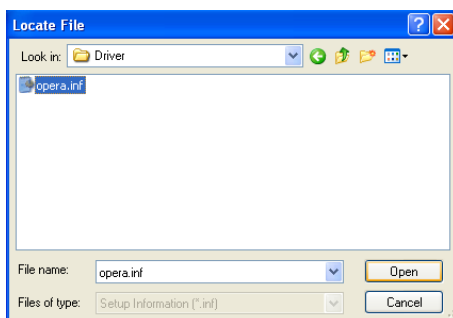 Locate File
Look in: Driver
opera.inf
File name: opera.inf Open
Files of type: Setup Information (*.inf) Cancel